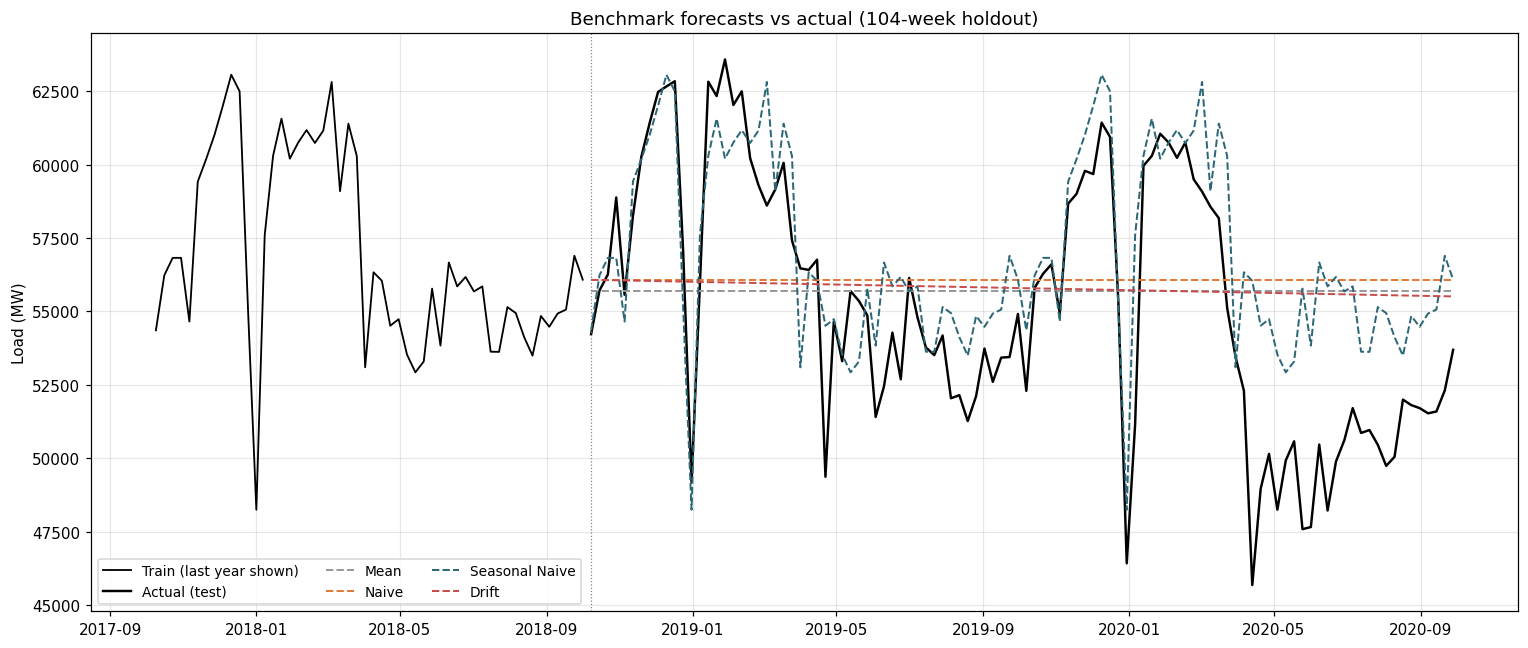 Benchmark forecasts vs actual (104-week holdout)
Load (MW)
62500
60000
57500
55000
52500
50000
47500
45000
Train (last year shown)
Actual (test)
Mean
Naive
Seasonal Naive
Drift
2017-09
2018-01
2018-05
2018-09
2019-01
2019-05
2019-09
2020-01
2020-05
2020-09